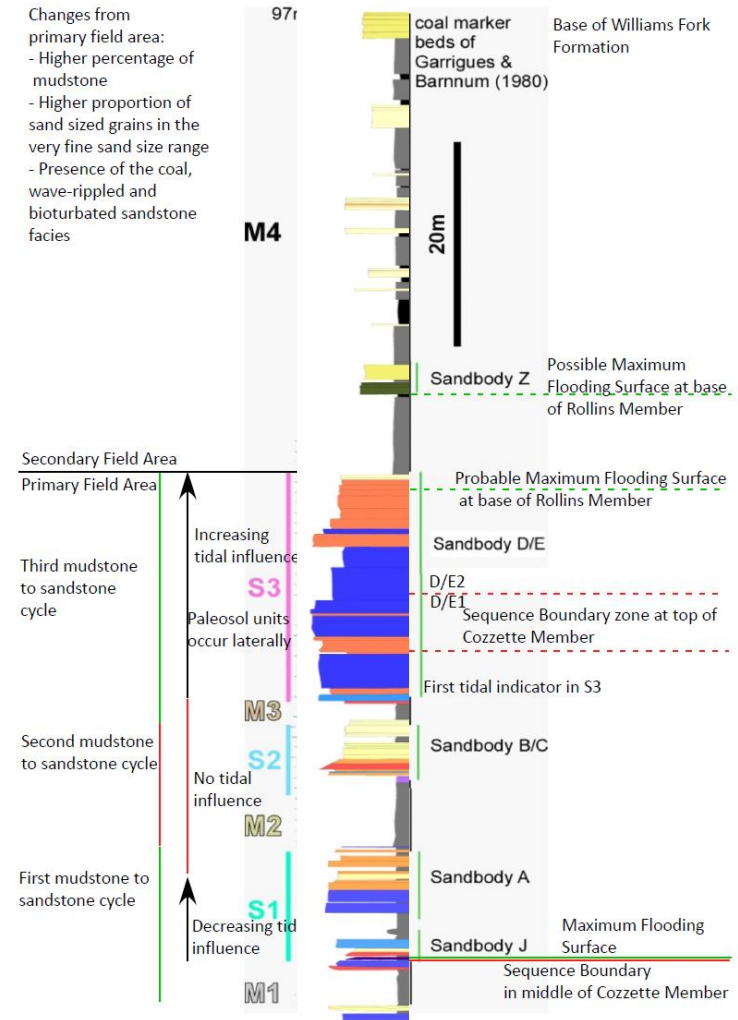 Changes from
primary field area:
- Higher percentage of
mudstone
- Higher proportion of
sand sized grains in the
very fine sand size range
- Presence of the coal,
wave-rippled and
bioturbated sandstone
facies
97m
coal marker
beds of
Garrigues &
Barnnum (1980)
Base of Williams Fork
Formation
M4
20m
Sandbody Z
Possible Maximum
Flooding Surface at base
of Rollins Member
Secondary Field Area
Primary Field Area
Probable Maximum Flooding Surface
at base of Rollins Member
Increasing
tidal influence
Sandbody D/E
Third mudstone
to sandstone
cycle
S3
D/E2
D/E1
Paleosol units
occur laterally
Sequence Boundary zone at top of
Cozzette Member
First tidal indicator in S3
M3
Second mudstone
to sandstone cycle
S2
Sandbody B/C
No tidal
influence
M2
First mudstone to
sandstone cycle
Sandbody A
S1
Decreasing tid
influence
Sandbody J
Maximum Flooding
Surface
Sequence Boundary
in middle of Cozzette Member
M1